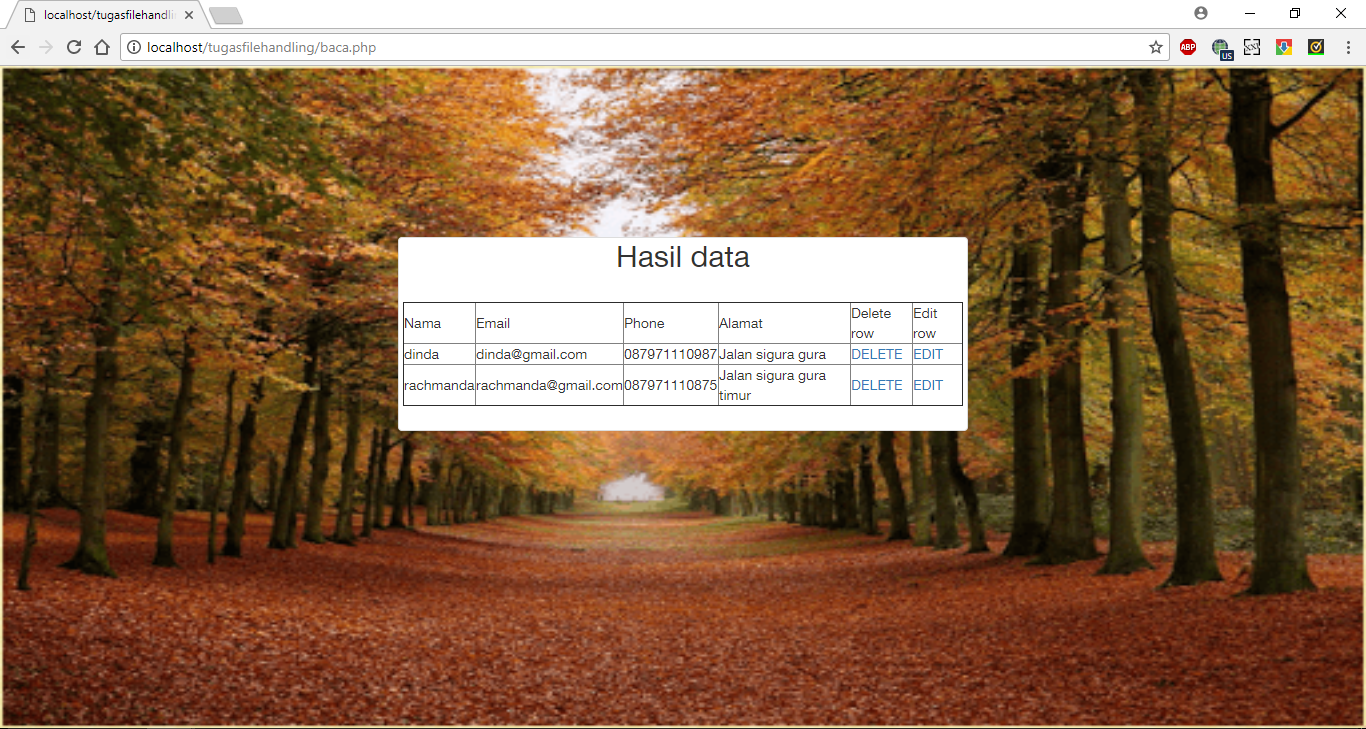 localhost/tugasfilehandli
localhost/tugasfilehandling/baca.php
ABP
US
Hasil data
Nama Email Phone Alamat Delete row Edit row
dinda dinda@gmail.com 087971110987 Jalan sigura gura DELETE EDIT
rachmanda rachmanda@gmail.com 087971110875 Jalan sigura gura timur DELETE EDIT